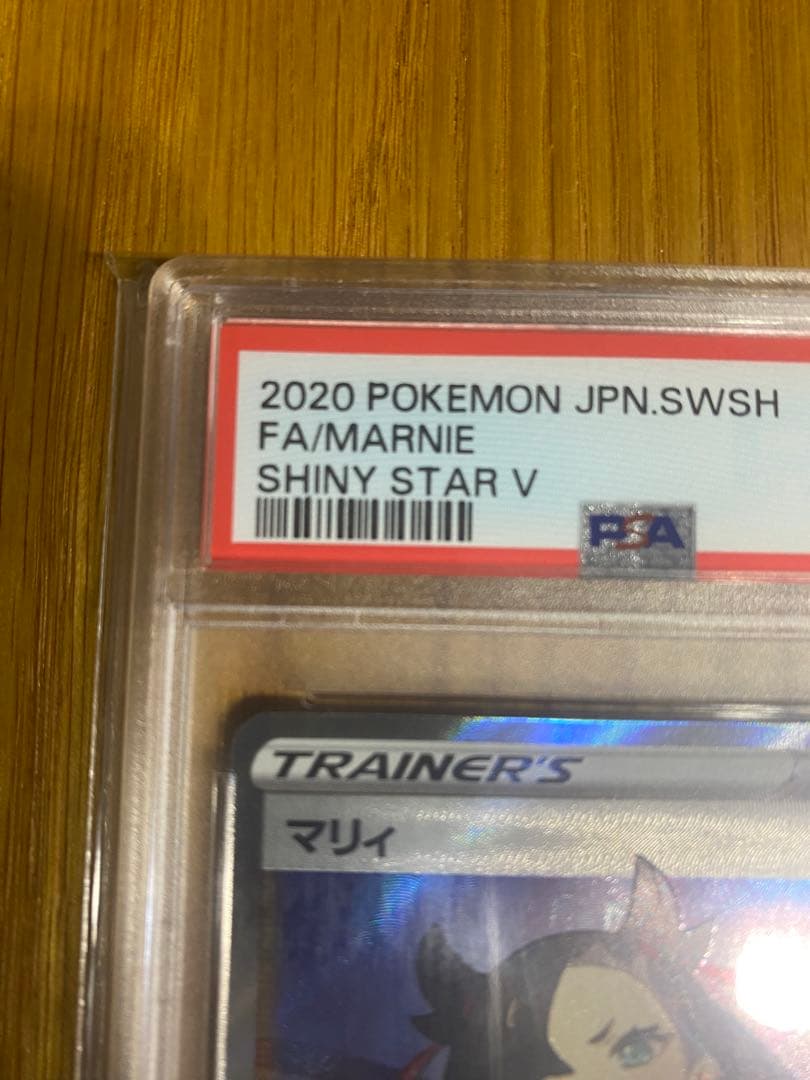 2020 POKEMON JPN.SWSH
FA/MARNIE
SHINY STAR V
PSA
TRAINER'S
マリィ